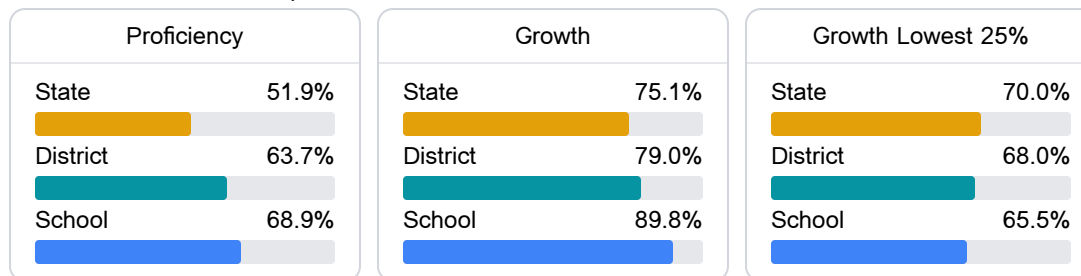 Proficiency
State 51.9%
District 63.7%
School 68.9%
Growth
State 75.1%
District 79.0%
School 89.8%
Growth Lowest 25%
State 70.0%
District 68.0%
School 65.5%